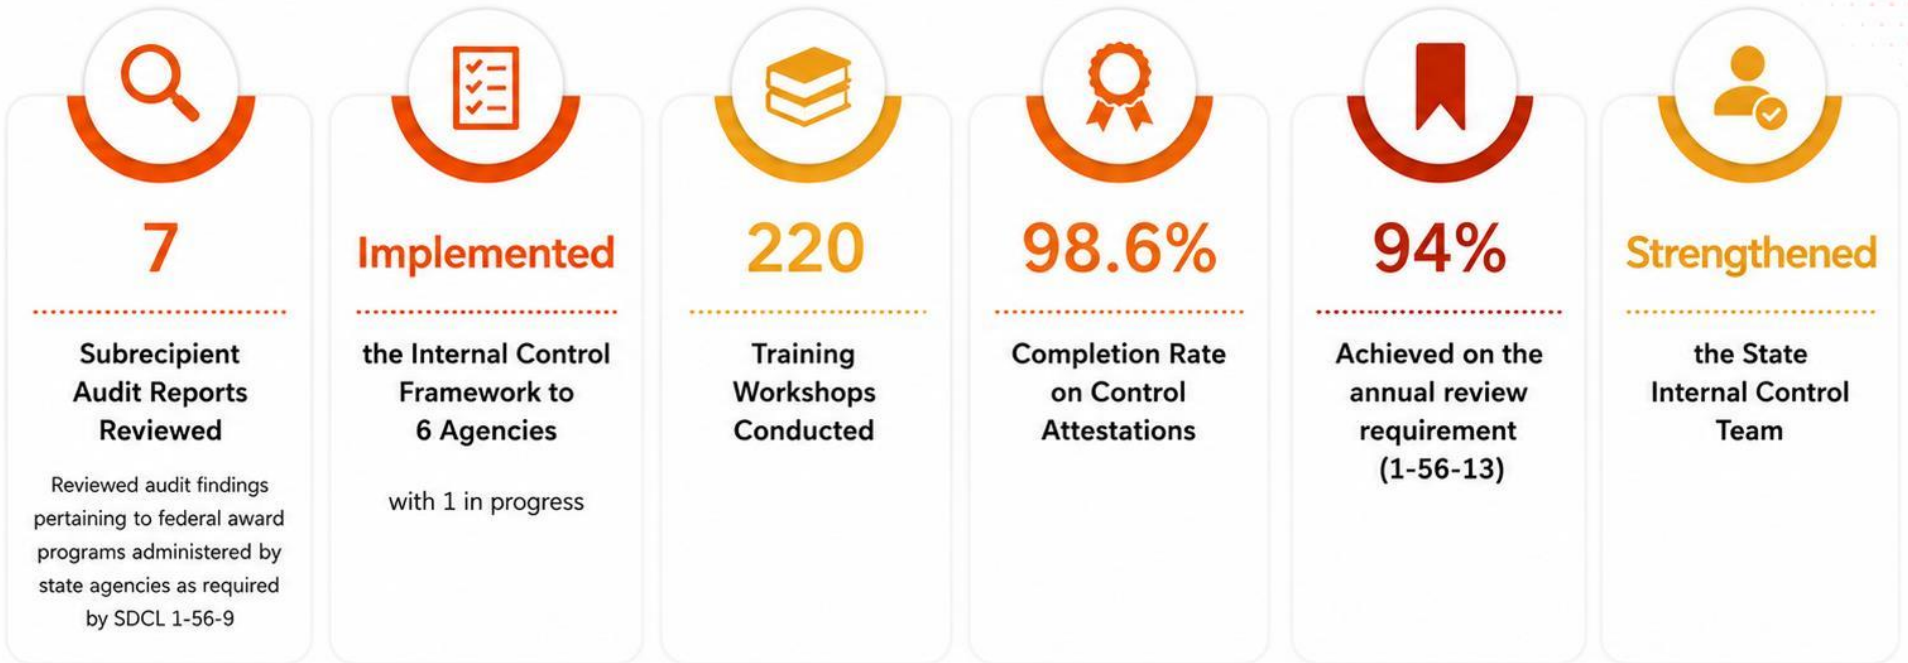 7
Subrecipient
Audit Reports
Reviewed
Reviewed audit findings
pertaining to federal award
programs administered by
state agencies as required
by SDCL 1-56-9
Implemented
the Internal Control
Framework to
6 Agencies
with 1 in progress
220
Training
Workshops
Conducted
98.6%
Completion Rate
on Control
Attestations
94%
Achieved on the
annual review
requirement
(1-56-13)
Strengthened
the State
Internal Control
Team